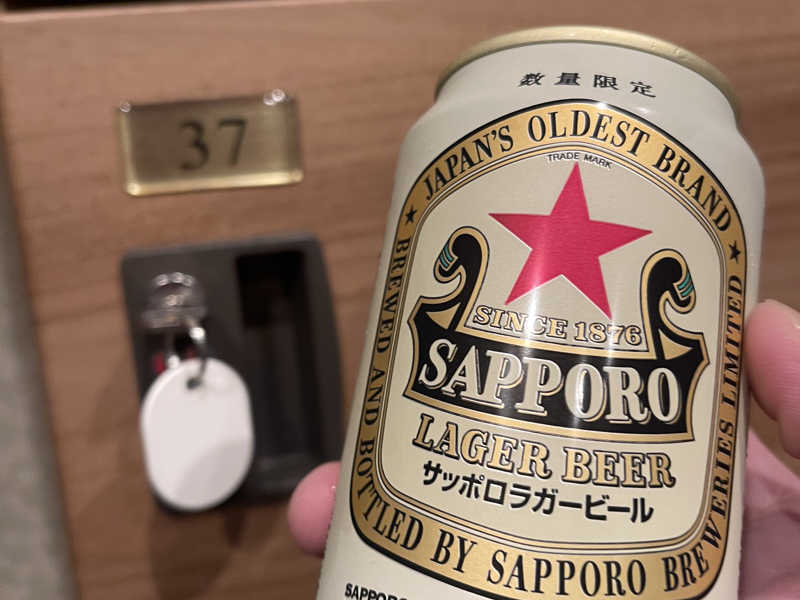 37
数量限定
JAPAN'S OLDEST BRAND
TRADE MARK
SINCE 1876
SAPPORO
LAGER BEER
サッポロラガービール
BREWED AND BOTTLED BY SAPPORO BREWERIES LIMITED
SAPPORO